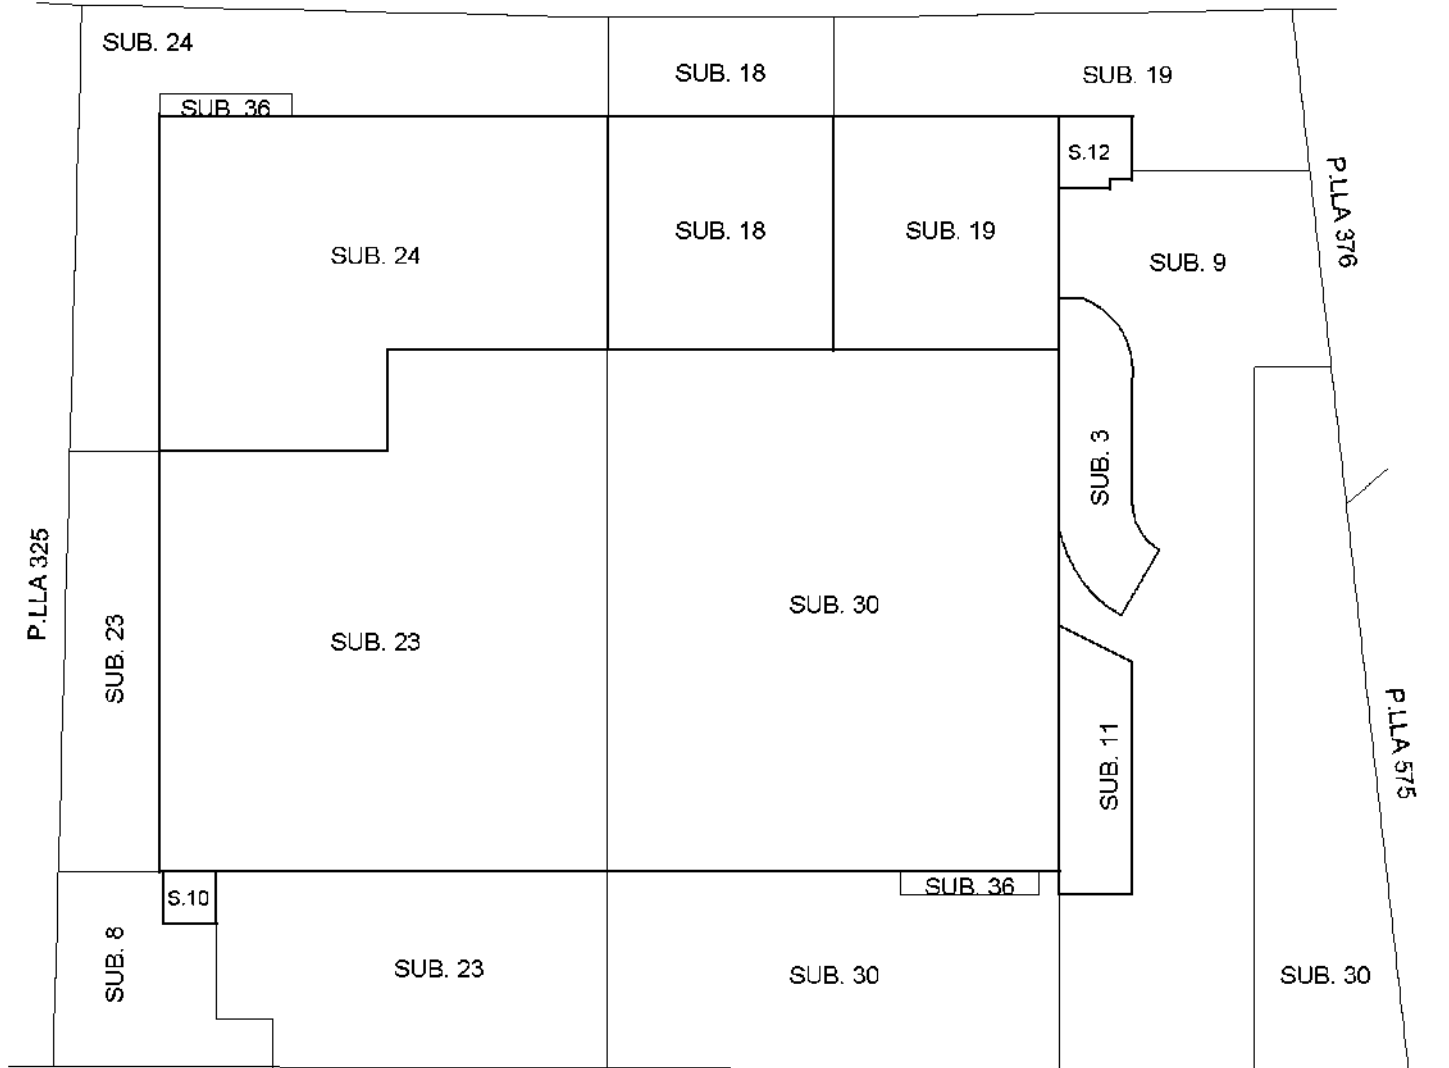 SUB. 24
SUB. 18
SUB. 19
SUB. 36
S.12
P.LLA 376
SUB. 24
SUB. 18
SUB. 19
SUB. 9
SUB. 3
P.LLA 325
SUB. 23
SUB. 23
SUB. 30
SUB. 11
P.LLA 575
S.10
SUB. 36
SUB. 8
SUB. 23
SUB. 30
SUB. 30